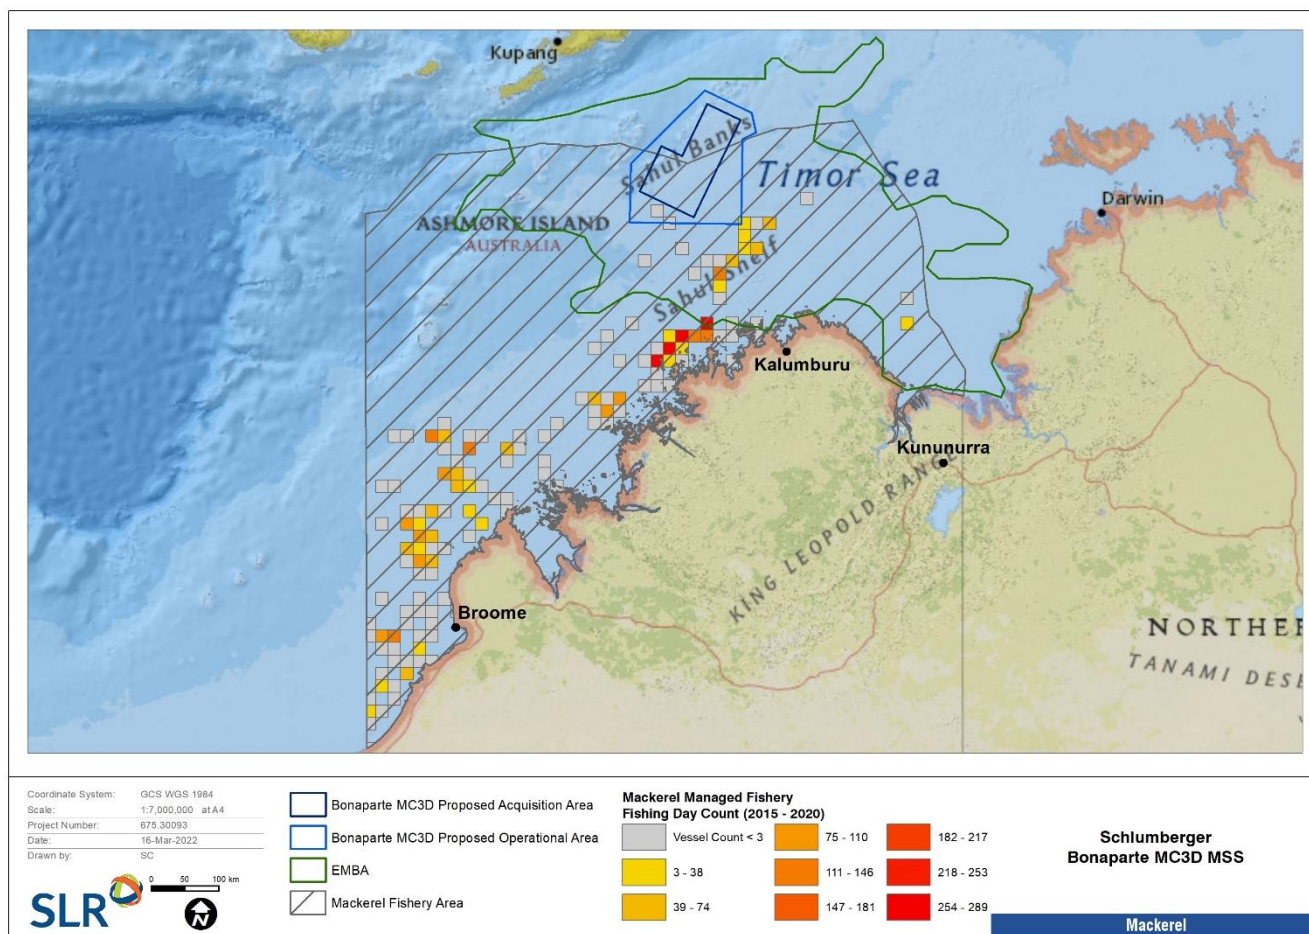 Kupang
Sahul Banks
Timor Sea
Darwin
ASHMORE ISLAND
AUSTRALIA
Sahul Shelf
Kalumburu
Kununurra
KING LEOPOLD RANGE
Broome
NORTHER
TANAMI DESE
Coordinate System: GCS WGS 1984
Scale: 1:7,000,000 at A4
Project Number: 675.30093
Date: 16-Mar-2022
Drawn by: SC
SLR
0 50 100 km
N
Bonaparte MC3D Proposed Acquisition Area
Bonaparte MC3D Proposed Operational Area
EMBA
Mackerel Fishery Area
Mackerel Managed Fishery
Fishing Day Count (2015 - 2020)
Vessel Count < 3
3 - 38
39 - 74
75 - 110
111 - 146
147 - 181
182 - 217
218 - 253
254 - 289
Schlumberger
Bonaparte MC3D MSS
Mackerel